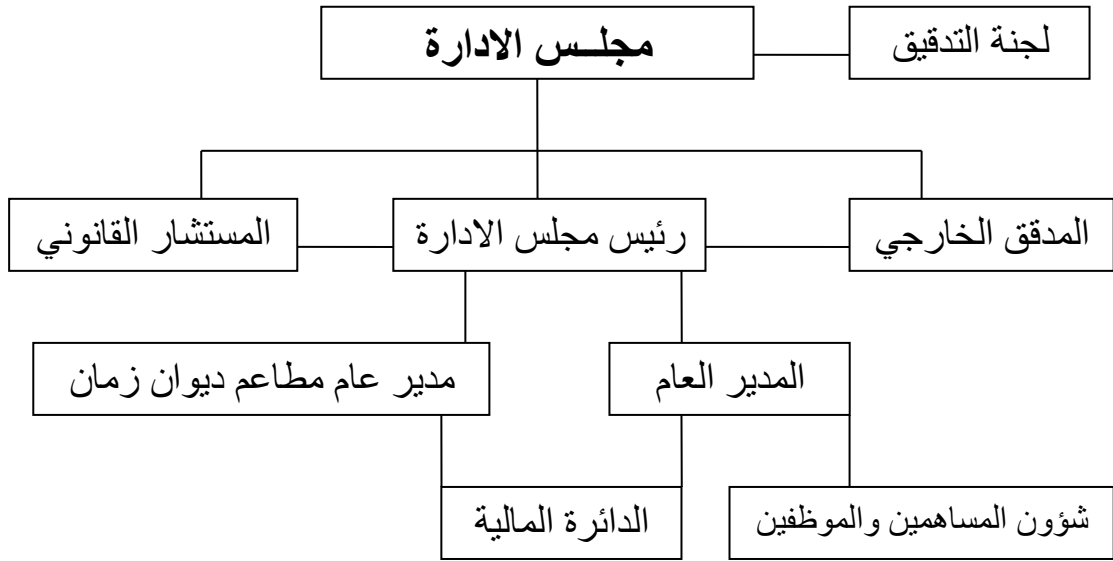 مجلــس الادارة
لجنة التدقيق
المدقق الخارجي
رئيس مجلس الادارة
المستشار القانوني
المدير العام
مدير عام مطاعم ديوان زمان
شؤون المساهمين والموظفين
الدائرة المالية